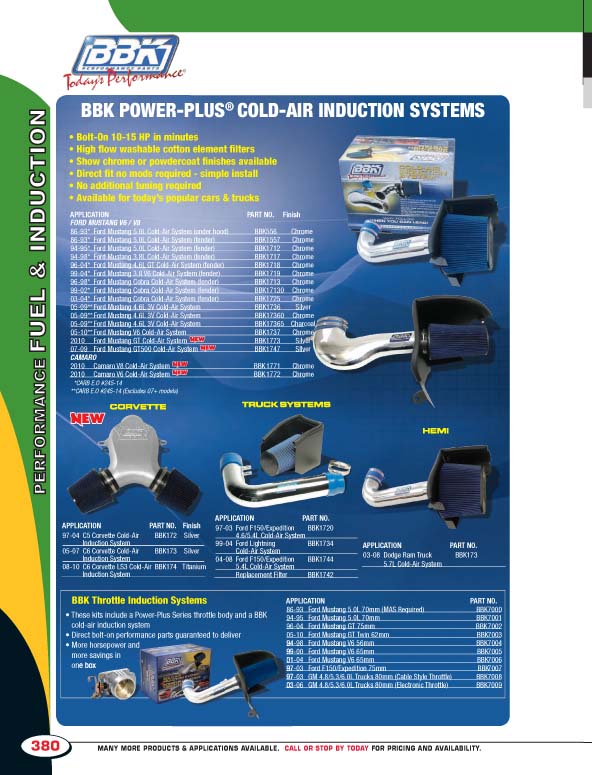 BBK
PERFORMANCE PARTS
Today's Performance®
PERFORMANCE FUEL & INDUCTION
BBK POWER-PLUS® COLD-AIR INDUCTION SYSTEMS
• Bolt-On 10-15 HP in minutes
• High flow washable cotton element filters
• Show chrome or powdercoat finishes available
• Direct fit no mods required - simple install
• No additional tuning required
• Available for today's popular cars & trucks
APPLICATION PART NO. Finish
FORD MUSTANG V6 / V8
86-93* Ford Mustang 5.0L Cold-Air System (under hood) BBK556 Chrome
86-93* Ford Mustang 5.0L Cold-Air System (fender) BBK1557 Chrome
94-95* Ford Mustang 5.0L Cold-Air System (fender) BBK1712 Chrome
94-98* Ford Mustang 3.8L Cold-Air System (fender) BBK1717 Chrome
96-04* Ford Mustang 4.6L GT Cold-Air System (fender) BBK1718 Chrome
99-04* Ford Mustang 3.8 V6 Cold-Air System (fender) BBK1719 Chrome
96-98* Ford Mustang Cobra Cold-Air System (fender) BBK1713 Chrome
99-02* Ford Mustang Cobra Cold-Air System (fender) BBK17130 Chrome
03-04* Ford Mustang Cobra Cold-Air System (fender) BBK1725 Chrome
05-09** Ford Mustang 4.6L 3V Cold-Air System BBK1736 Silver
05-09** Ford Mustang 4.6L 3V Cold-Air System BBK17360 Chrome
05-09** Ford Mustang 4.6L 3V Cold-Air System BBK17365 Charcoal
05-10** Ford Mustang V6 Cold-Air System BBK1737 Chrome
2010 Ford Mustang GT Cold-Air System NEW BBK1773 Silver
07-09 Ford Mustang GT500 Cold-Air System NEW BBK1747 Silver
CAMARO
2010 Camaro V8 Cold-Air System NEW BBK1771 Chrome
2010 Camaro V6 Cold-Air System NEW BBK1772 Chrome
*CARB E.O #245-14
**CARB E.O #245-14 (Excludes 07+ models)
CORVETTE
NEW
APPLICATION PART NO. Finish
97-04 C5 Corvette Cold-Air BBK172 Silver
Induction System
05-07 C6 Corvette Cold-Air BBK173 Silver
Induction System
08-10 C6 Corvette LS3 Cold-Air BBK174 Titanium
Induction System
TRUCK SYSTEMS
APPLICATION PART NO.
97-03 Ford F150/Expedition BBK1720
4.6/5.4L Cold-Air System
99-04 Ford Lightning BBK1734
Cold-Air System
04-08 Ford F150/Expedition BBK1744
5.4L Cold-Air System
Replacement Filter BBK1742
HEMI
APPLICATION PART NO.
03-08 Dodge Ram Truck BBK173
5.7L Cold-Air System
BBK Throttle Induction Systems
• These kits include a Power-Plus Series throttle body and a BBK
cold-air induction system
• Direct bolt-on performance parts guaranteed to deliver
• More horsepower and
more savings in
one box
APPLICATION PART NO.
86-93 Ford Mustang 5.0L 70mm (MAS Required) BBK7000
94-95 Ford Mustang 5.0L 70mm BBK7001
96-04 Ford Mustang GT 75mm BBK7002
05-10 Ford Mustang GT Twin 62mm BBK7003
94-98 Ford Mustang V6 56mm BBK7004
99-00 Ford Mustang V6 65mm BBK7005
01-04 Ford Mustang V6 65mm BBK7006
97-03 Ford F150/Expedition 75mm BBK7007
97-03 GM 4.8/5.3/6.0L Trucks 80mm (Cable Style Throttle) BBK7008
03-06 GM 4.8/5.3/6.0L Trucks 80mm (Electronic Throttle) BBK7009
380
MANY MORE PRODUCTS & APPLICATIONS AVAILABLE. CALL OR STOP BY TODAY FOR PRICING AND AVAILABILITY.